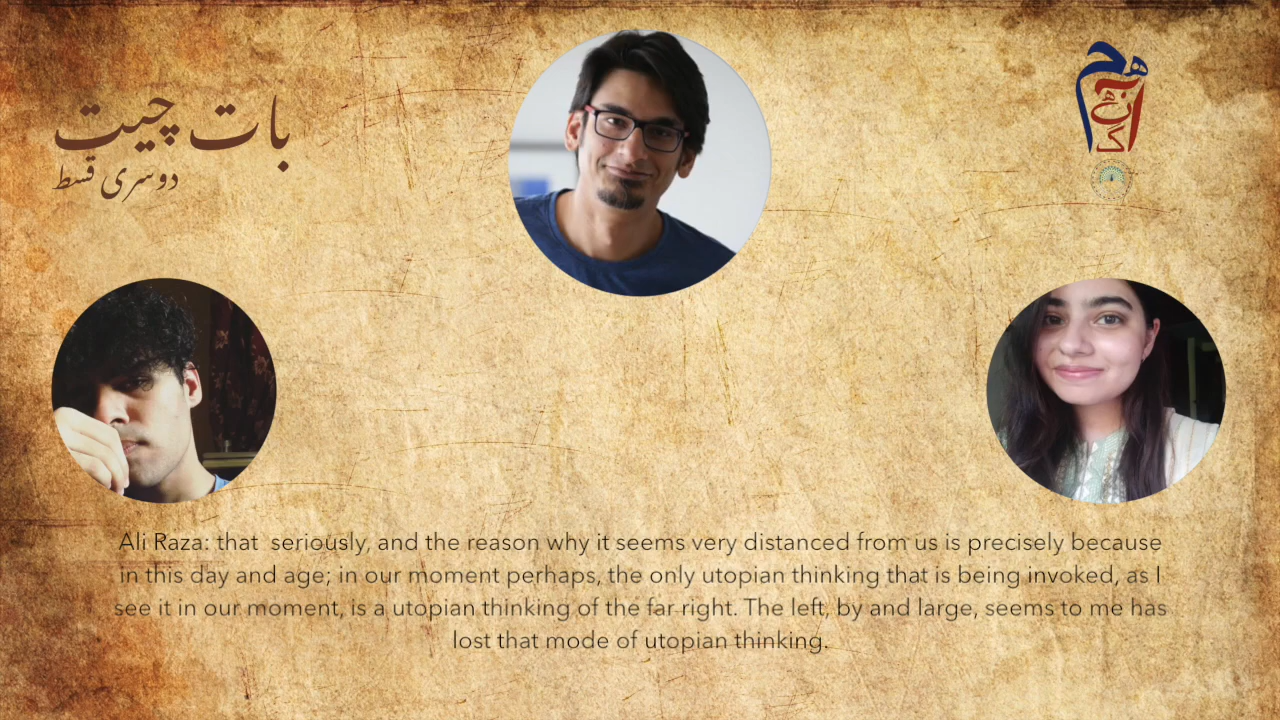 بات چیت
دوسری قسط
ہم
آہنگ
Ali Raza: that  seriously, and the reason why it seems very distanced from us is precisely because
in this day and age; in our moment perhaps, the only utopian thinking that is being invoked, as I
see it in our moment, is a utopian thinking of the far right. The left, by and large, seems to me has
lost that mode of utopian thinking.